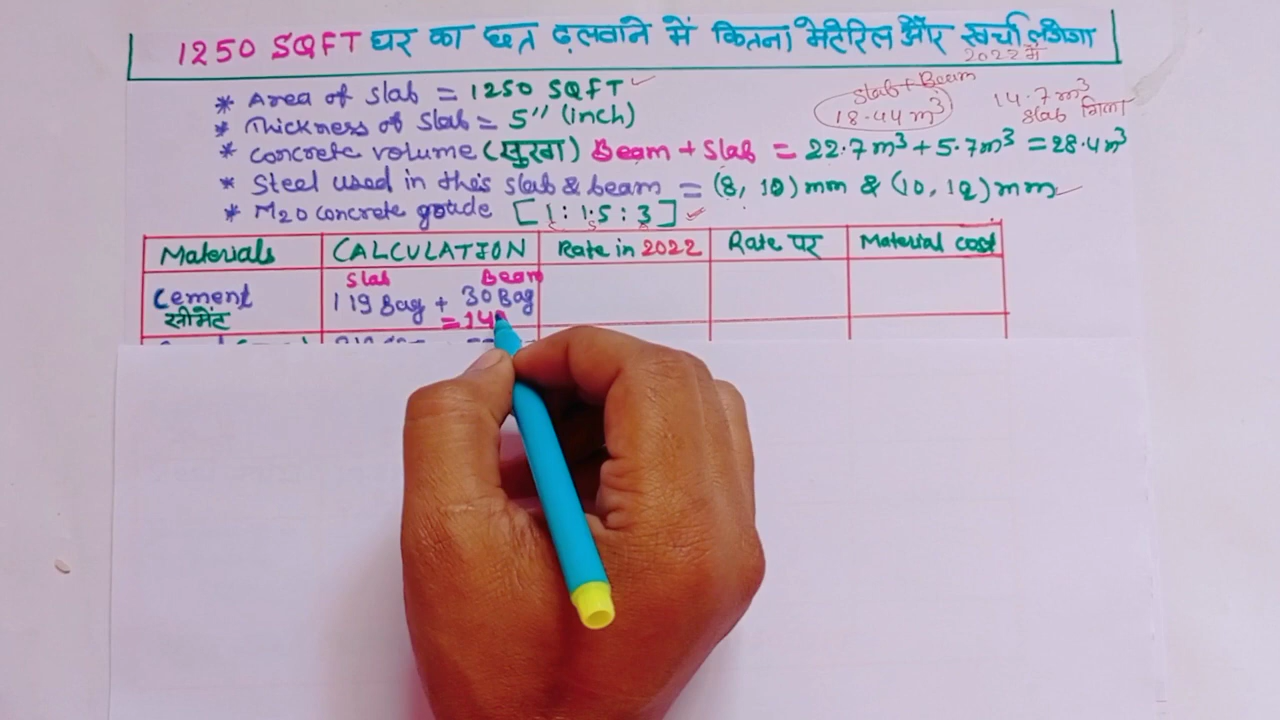 1250 SQFT घर का छत ढ़लवाने में कितना मेटेरिल और खर्चा लगेगा
2022 में
* Area of slab = 1250 SQFT
* Thickness of slab = 5" (inch)
slab + Beam
18.44 m³
14.7 m³
slab गिला
* Concrete volume (सुखा) Beam + Slab = 22.7 m³ + 5.7 m³ = 28.4 m³
* Steel used in this slab & beam = (8, 10) mm & (10, 12) mm
* M20 concrete grade [1 : 1.5 : 3]
Materials CALCULATION Rate in 2022 Rate पर Material cost
Slab Beam
Cement 119 Bag + 30 Bag
सीमेंट = 14